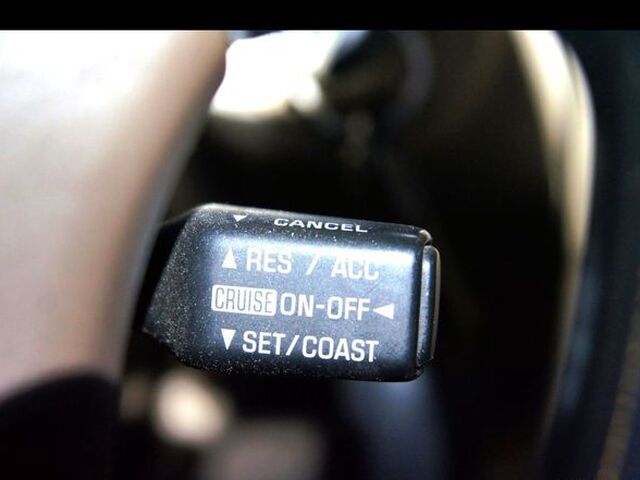 CANCEL
RES / ACC
CRUISE ON-OFF
SET/COAST